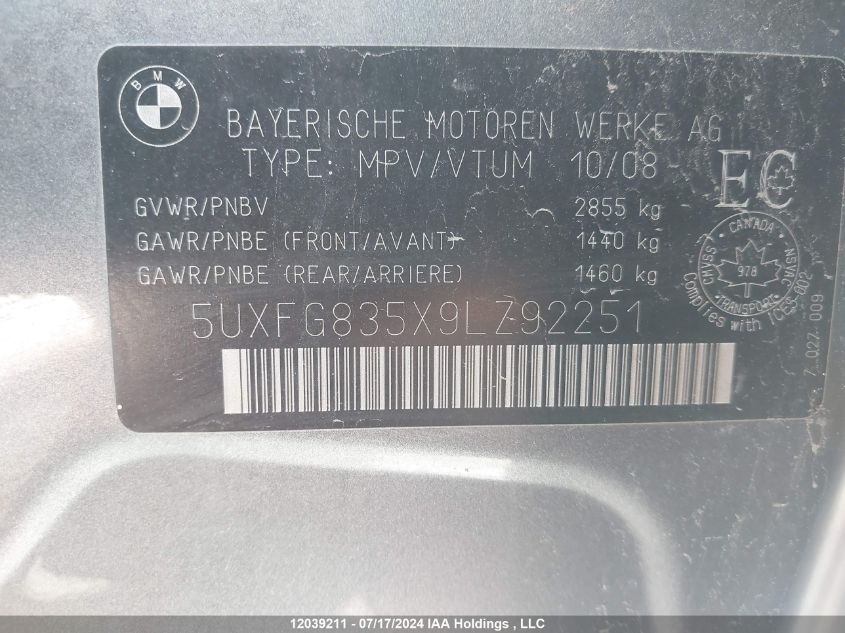 BMW
BAYERISCHE MOTOREN WERKE AG
TYPE: MPV/VTUM 10/08
EC
GVWR/PNBV 2855 kg
GAWR/PNBE (FRONT/AVANT) 1440 kg
GAWR/PNBE (REAR/ARRIERE) 1460 kg
CANADA
CMVSS NSVAC
978
TRANSPORT
Complies with ICES-002
5UXFG835X9LZ92251
7 027 009
12039211 - 07/17/2024 IAA Holdings , LLC